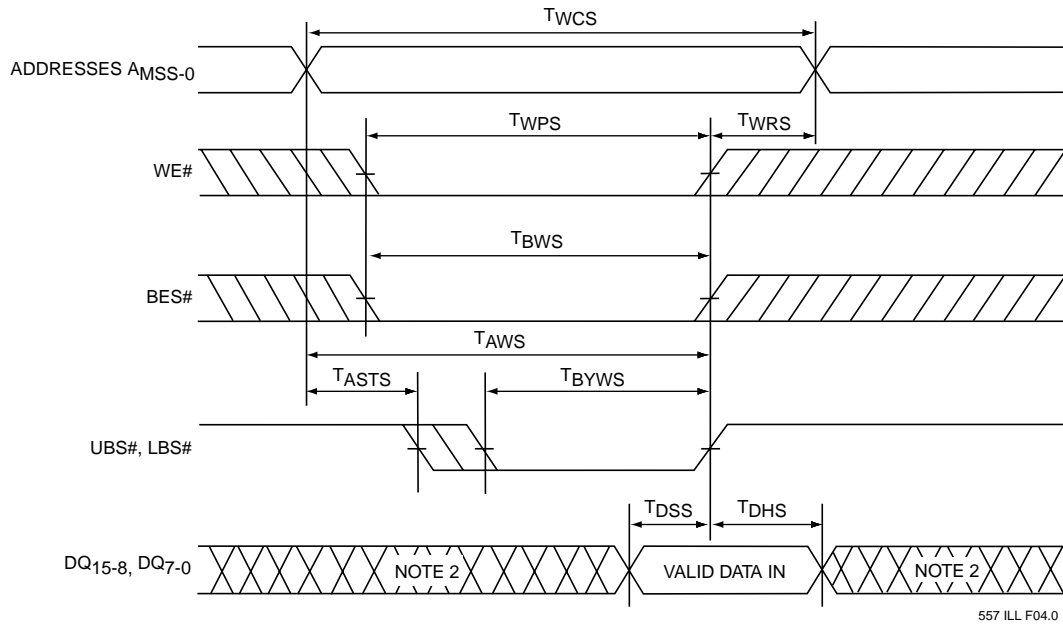 TWCS
ADDRESSES AMSS-0
TWPS
TWRS
WE#
TBWS
BES#
TAWS
TASTS
TBYWS
UBS#, LBS#
TDSS
TDHS
DQ15-8, DQ7-0
NOTE 2
VALID DATA IN
NOTE 2
557 ILL F04.0